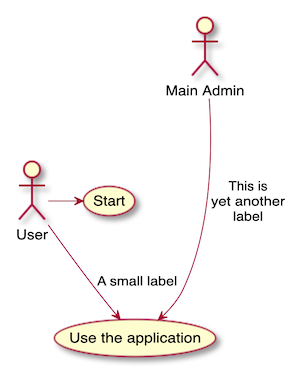 Main Admin
User
Start
This is
yet another
label
A small label
Use the application